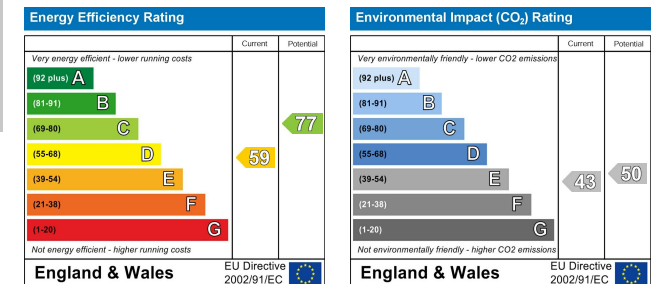 Energy Efficiency Rating
Current Potential
Very energy efficient - lower running costs
(92 plus) A
(81-91) B
(69-80) C
77
(55-68) D
59
(39-54) E
(21-38) F
(1-20) G
Not energy efficient - higher running costs
England & Wales
EU Directive
2002/91/EC
Environmental Impact (CO₂) Rating
Current Potential
Very environmentally friendly - lower CO2 emissions
(92 plus) A
(81-91) B
(69-80) C
(55-68) D
(39-54) E
43
50
(21-38) F
(1-20) G
Not environmentally friendly - higher CO2 emissions
England & Wales
EU Directive
2002/91/EC